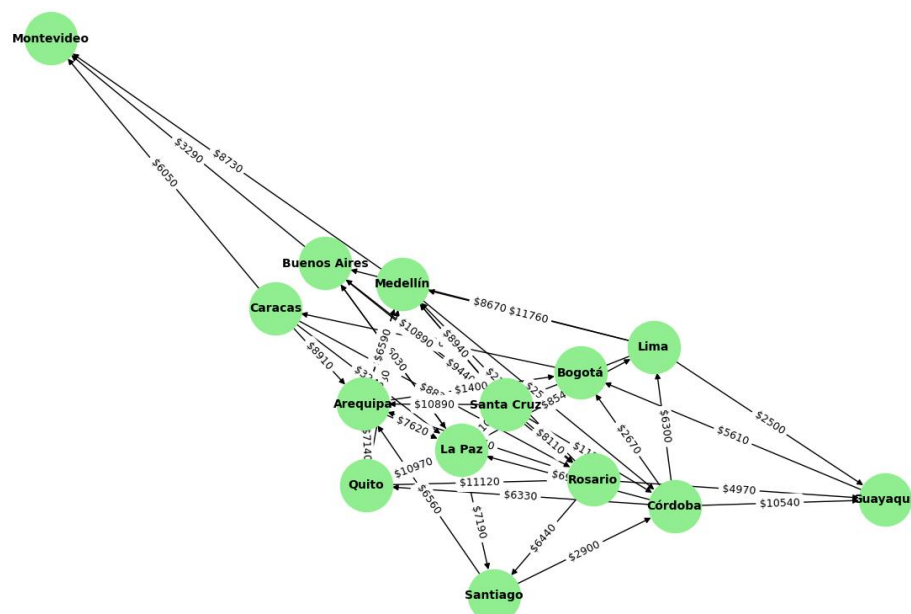 Montevideo
$3290
$8730
$6050
Buenos Aires
Medellín
Caracas
$8670
$11760
$10890
$8940
$6590
Lima
$8910
$9440
Bogotá
$1400
$2500
Arequipa
$10890
Santa Cruz
$7620
$8110
$2670
$6300
$5610
$7140
La Paz
$10970
Quito
$11120
Rosario
$4970
$6330
Córdoba
$10540
Guayaqui
$6560
$7190
$6440
$2900
Santiago